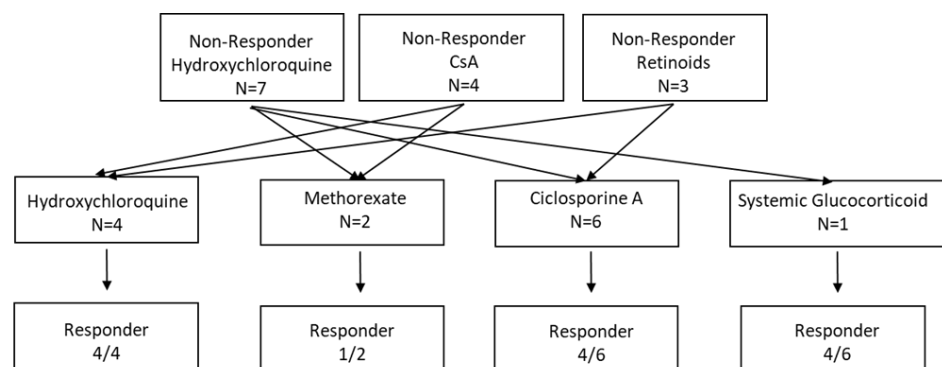 Non-Responder
Hydroxychloroquine
N=7
Non-Responder
CsA
N=4
Non-Responder
Retinoids
N=3
Hydroxychloroquine
N=4
Methorexate
N=2
Ciclosporine A
N=6
Systemic Glucocorticoid
N=1
Responder
4/4
Responder
1/2
Responder
4/6
Responder
4/6